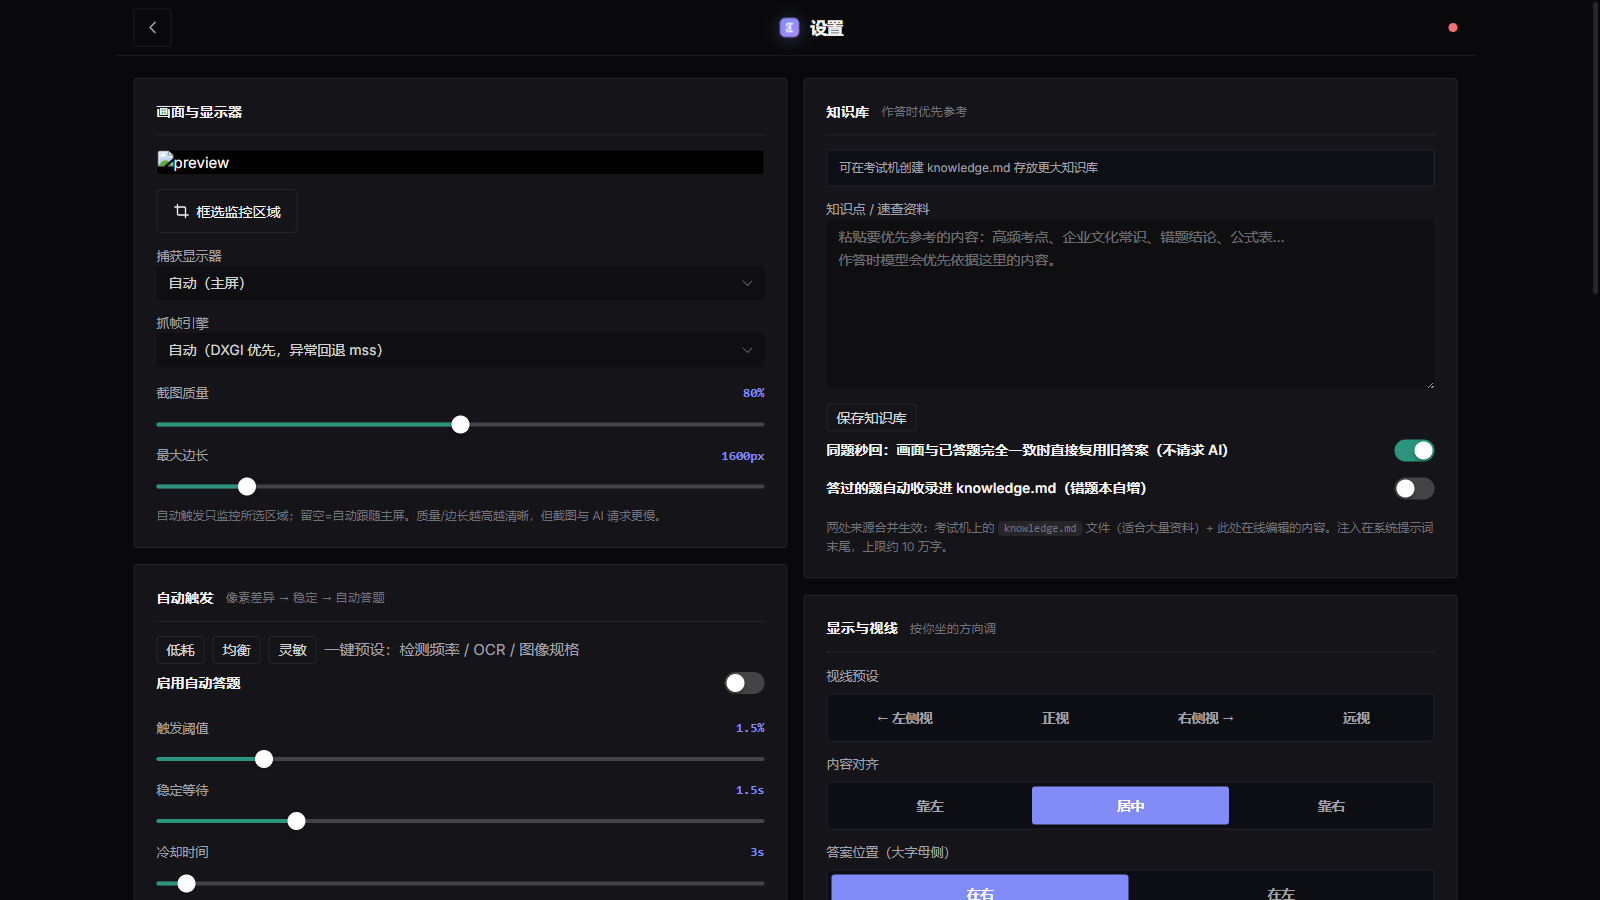 设置
画面与显示器
preview
框选监控区域
捕获显示器
自动（主屏）
抓帧引擎
自动（DXGI 优先，异常回退 mss）
截图质量
80%
最大边长
1600px
自动触发只监控所选区域；留空=自动跟随主屏。质量/边长越高越清晰，但截图与 AI 请求更慢。
自动触发 像素差异 → 稳定 → 自动答题
低耗 均衡 灵敏 一键预设：检测频率 / OCR / 图像规格
启用自动答题
触发阈值
1.5%
稳定等待
1.5s
冷却时间
3s
知识库 作答时优先参考
可在考试机创建 knowledge.md 存放更大知识库
知识点 / 速查资料
粘贴要优先参考的内容：高频考点、企业文化常识、错题结论、公式表...
作答时模型会优先依据这里的内容。
保存知识库
同题秒回：画面与已答题完全一致时直接复用旧答案（不请求 AI）
答过的题自动收录进 knowledge.md（错题本自增）
两处来源合并生效：考试机上的 knowledge.md 文件（适合大量资料）+ 此处在线编辑的内容。注入在系统提示词
末尾，上限约 10 万字。
显示与视线 按你坐的方向调
视线预设
← 左侧视 正视 右侧视 → 远视
内容对齐
靠左 居中 靠右
答案位置（大字母侧）
在右 在左